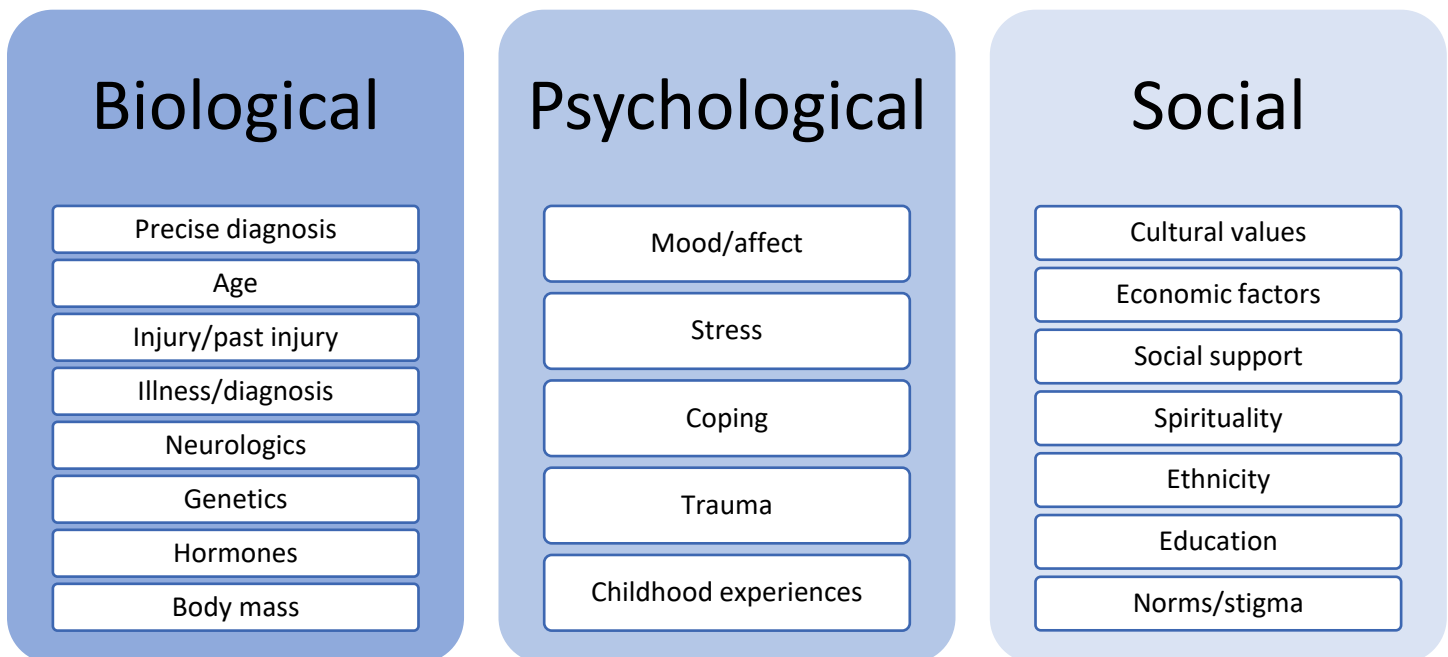 Biological
Precise diagnosis
Age
Injury/past injury
Illness/diagnosis
Neurologics
Genetics
Hormones
Body mass
Psychological
Mood/affect
Stress
Coping
Trauma
Childhood experiences
Social
Cultural values
Economic factors
Social support
Spirituality
Ethnicity
Education
Norms/stigma